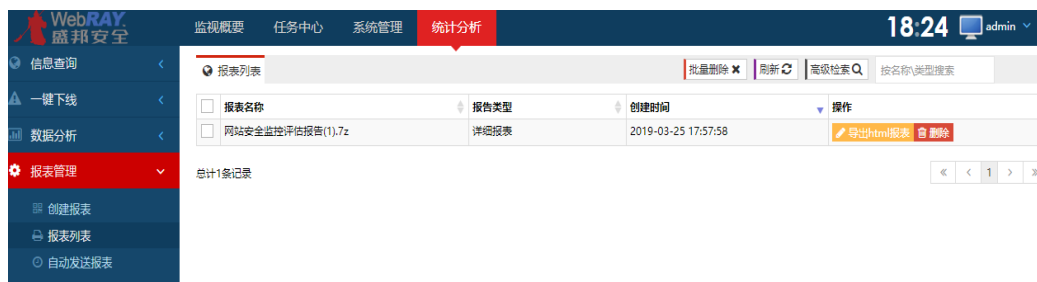 WebRAY.
盛邦安全
监视概要 任务中心 系统管理 统计分析
18:24 admin
信息查询
一键下线
数据分析
报表管理
创建报表
报表列表
自动发送报表
报表列表
批量删除 刷新 高级检索 按名称\类型搜索
报表名称 报告类型 创建时间 操作
网站安全监控评估报告(1).7z 详细报表 2019-03-25 17:57:58 导出html报表 删除
总计1条记录
« < 1 > »